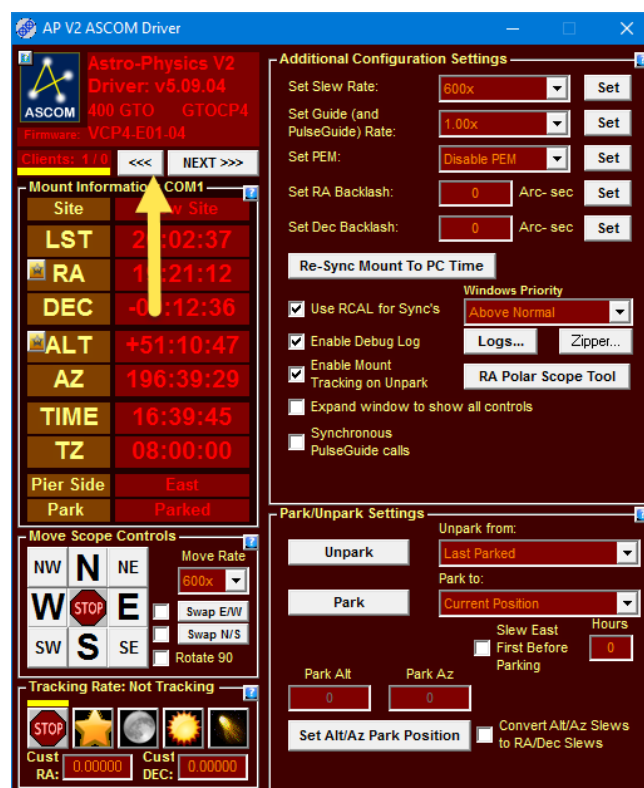 AP V2 ASCOM Driver
Astro-Physics V2
Driver: v5.09.04
400 GTO GTOCP4
ASCOM
Firmware: VCP4-E01-04
Clients: 1 / 0
<<<
NEXT >>>
Mount Information: COM1
Site
LST
:02:37
RA
:21:12
DEC
:12:36
ALT
+51:10:47
AZ
196:39:29
TIME
16:39:45
TZ
08:00:00
Pier Side
East
Park
Parked
Move Scope Controls
NW
N
NE
W
STOP
E
SW
S
SE
Move Rate
600x
Swap E/W
Swap N/S
Rotate 90
Tracking Rate: Not Tracking
STOP
Cust
RA:
0.00000
Cust
DEC:
0.00000
Additional Configuration Settings
Set Slew Rate:
600x
Set
Set Guide (and
PulseGuide) Rate:
1.00x
Set
Set PEM:
Disable PEM
Set
Set RA Backlash:
0
Arc- sec
Set
Set Dec Backlash:
0
Arc- sec
Set
Re-Sync Mount To PC Time
Windows Priority
Above Normal
Use RCAL for Sync's
Enable Debug Log
Logs...
Zipper...
Enable Mount
Tracking on Unpark
RA Polar Scope Tool
Expand window to show all controls
Synchronous
PulseGuide calls
Park/Unpark Settings
Unpark
Unpark from:
Last Parked
Park
Park to:
Current Position
Slew East
First Before
Parking
Hours
0
Park Alt
Park Az
0
0
Set Alt/Az Park Position
Convert Alt/Az Slews
to RA/Dec Slews